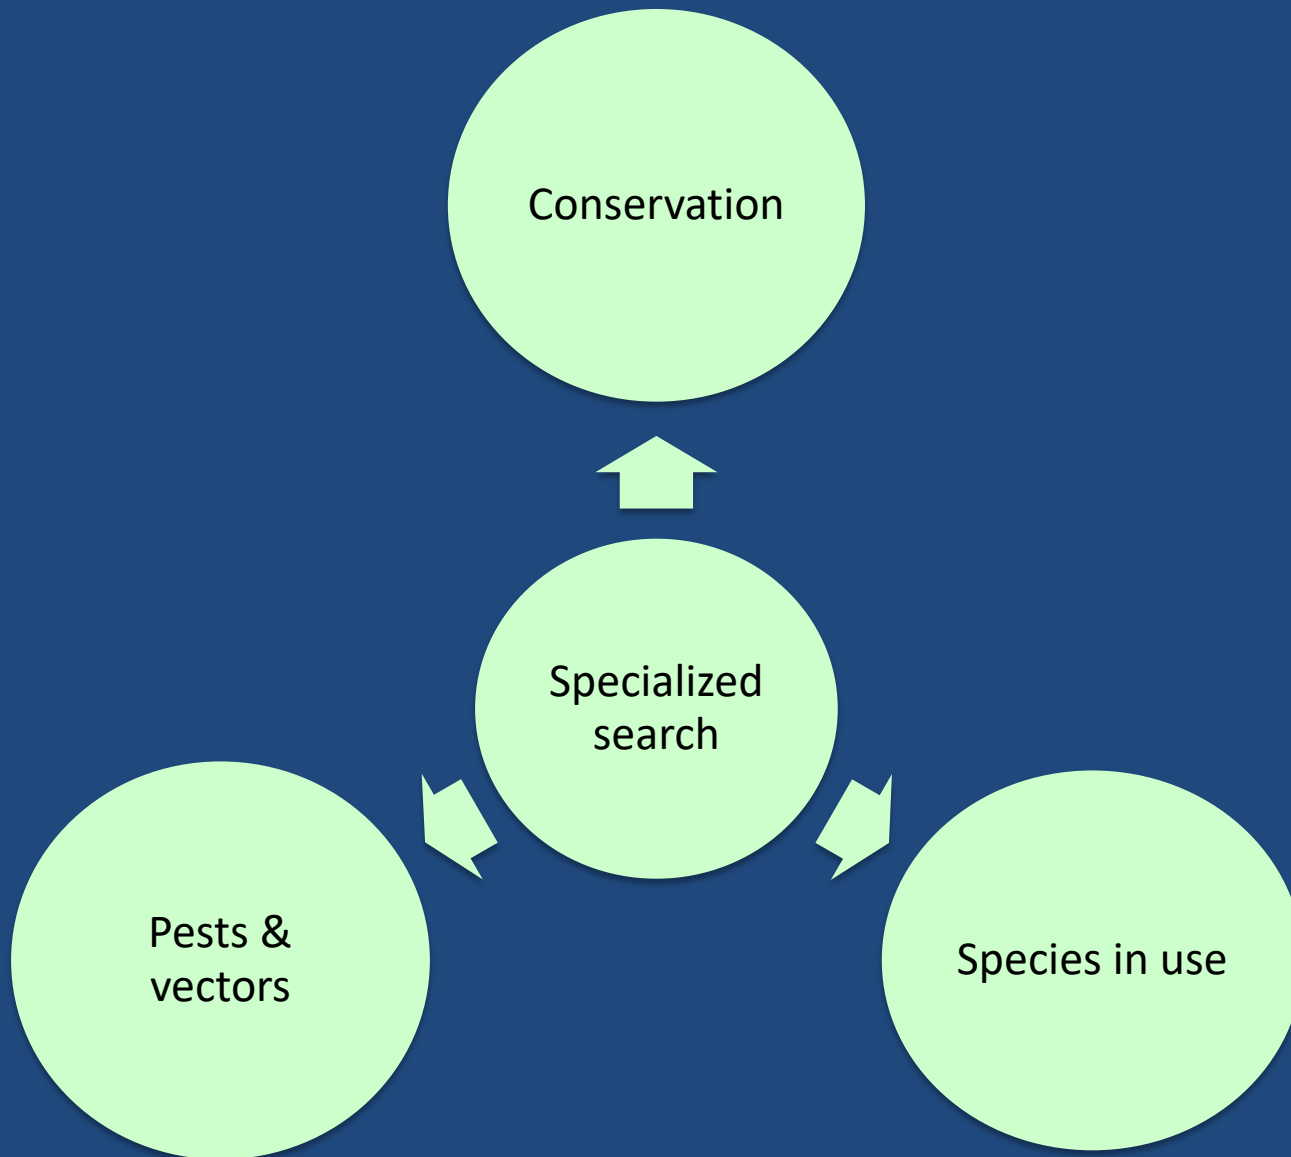 Conservation
Specialized
search
Pests &
vectors
Species in use